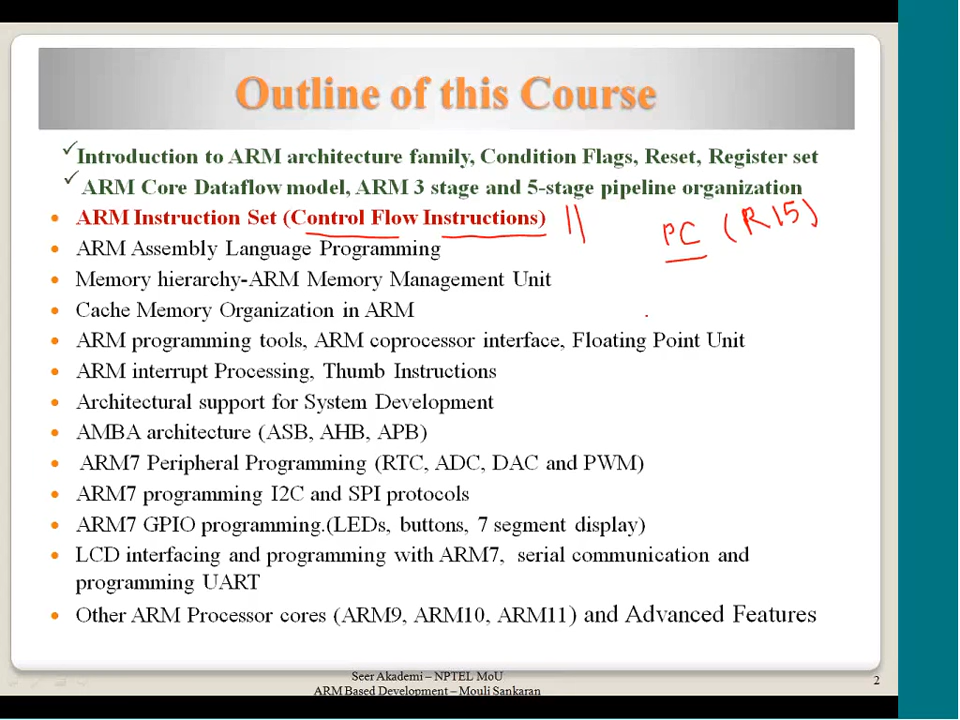 Outline of this Course
Introduction to ARM architecture family, Condition Flags, Reset, Register set
ARM Core Dataflow model, ARM 3 stage and 5-stage pipeline organization
ARM Instruction Set (Control Flow Instructions)
PC (R15)
ARM Assembly Language Programming
Memory hierarchy-ARM Memory Management Unit
Cache Memory Organization in ARM
ARM programming tools, ARM coprocessor interface, Floating Point Unit
ARM interrupt Processing, Thumb Instructions
Architectural support for System Development
AMBA architecture (ASB, AHB, APB)
ARM7 Peripheral Programming (RTC, ADC, DAC and PWM)
ARM7 programming I2C and SPI protocols
ARM7 GPIO programming.(LEDs, buttons, 7 segment display)
LCD interfacing and programming with ARM7, serial communication and
programming UART
Other ARM Processor cores (ARM9, ARM10, ARM11) and Advanced Features
Seer Akademi – NPTEL MoU
ARM Based Development – Mouli Sankaran
2